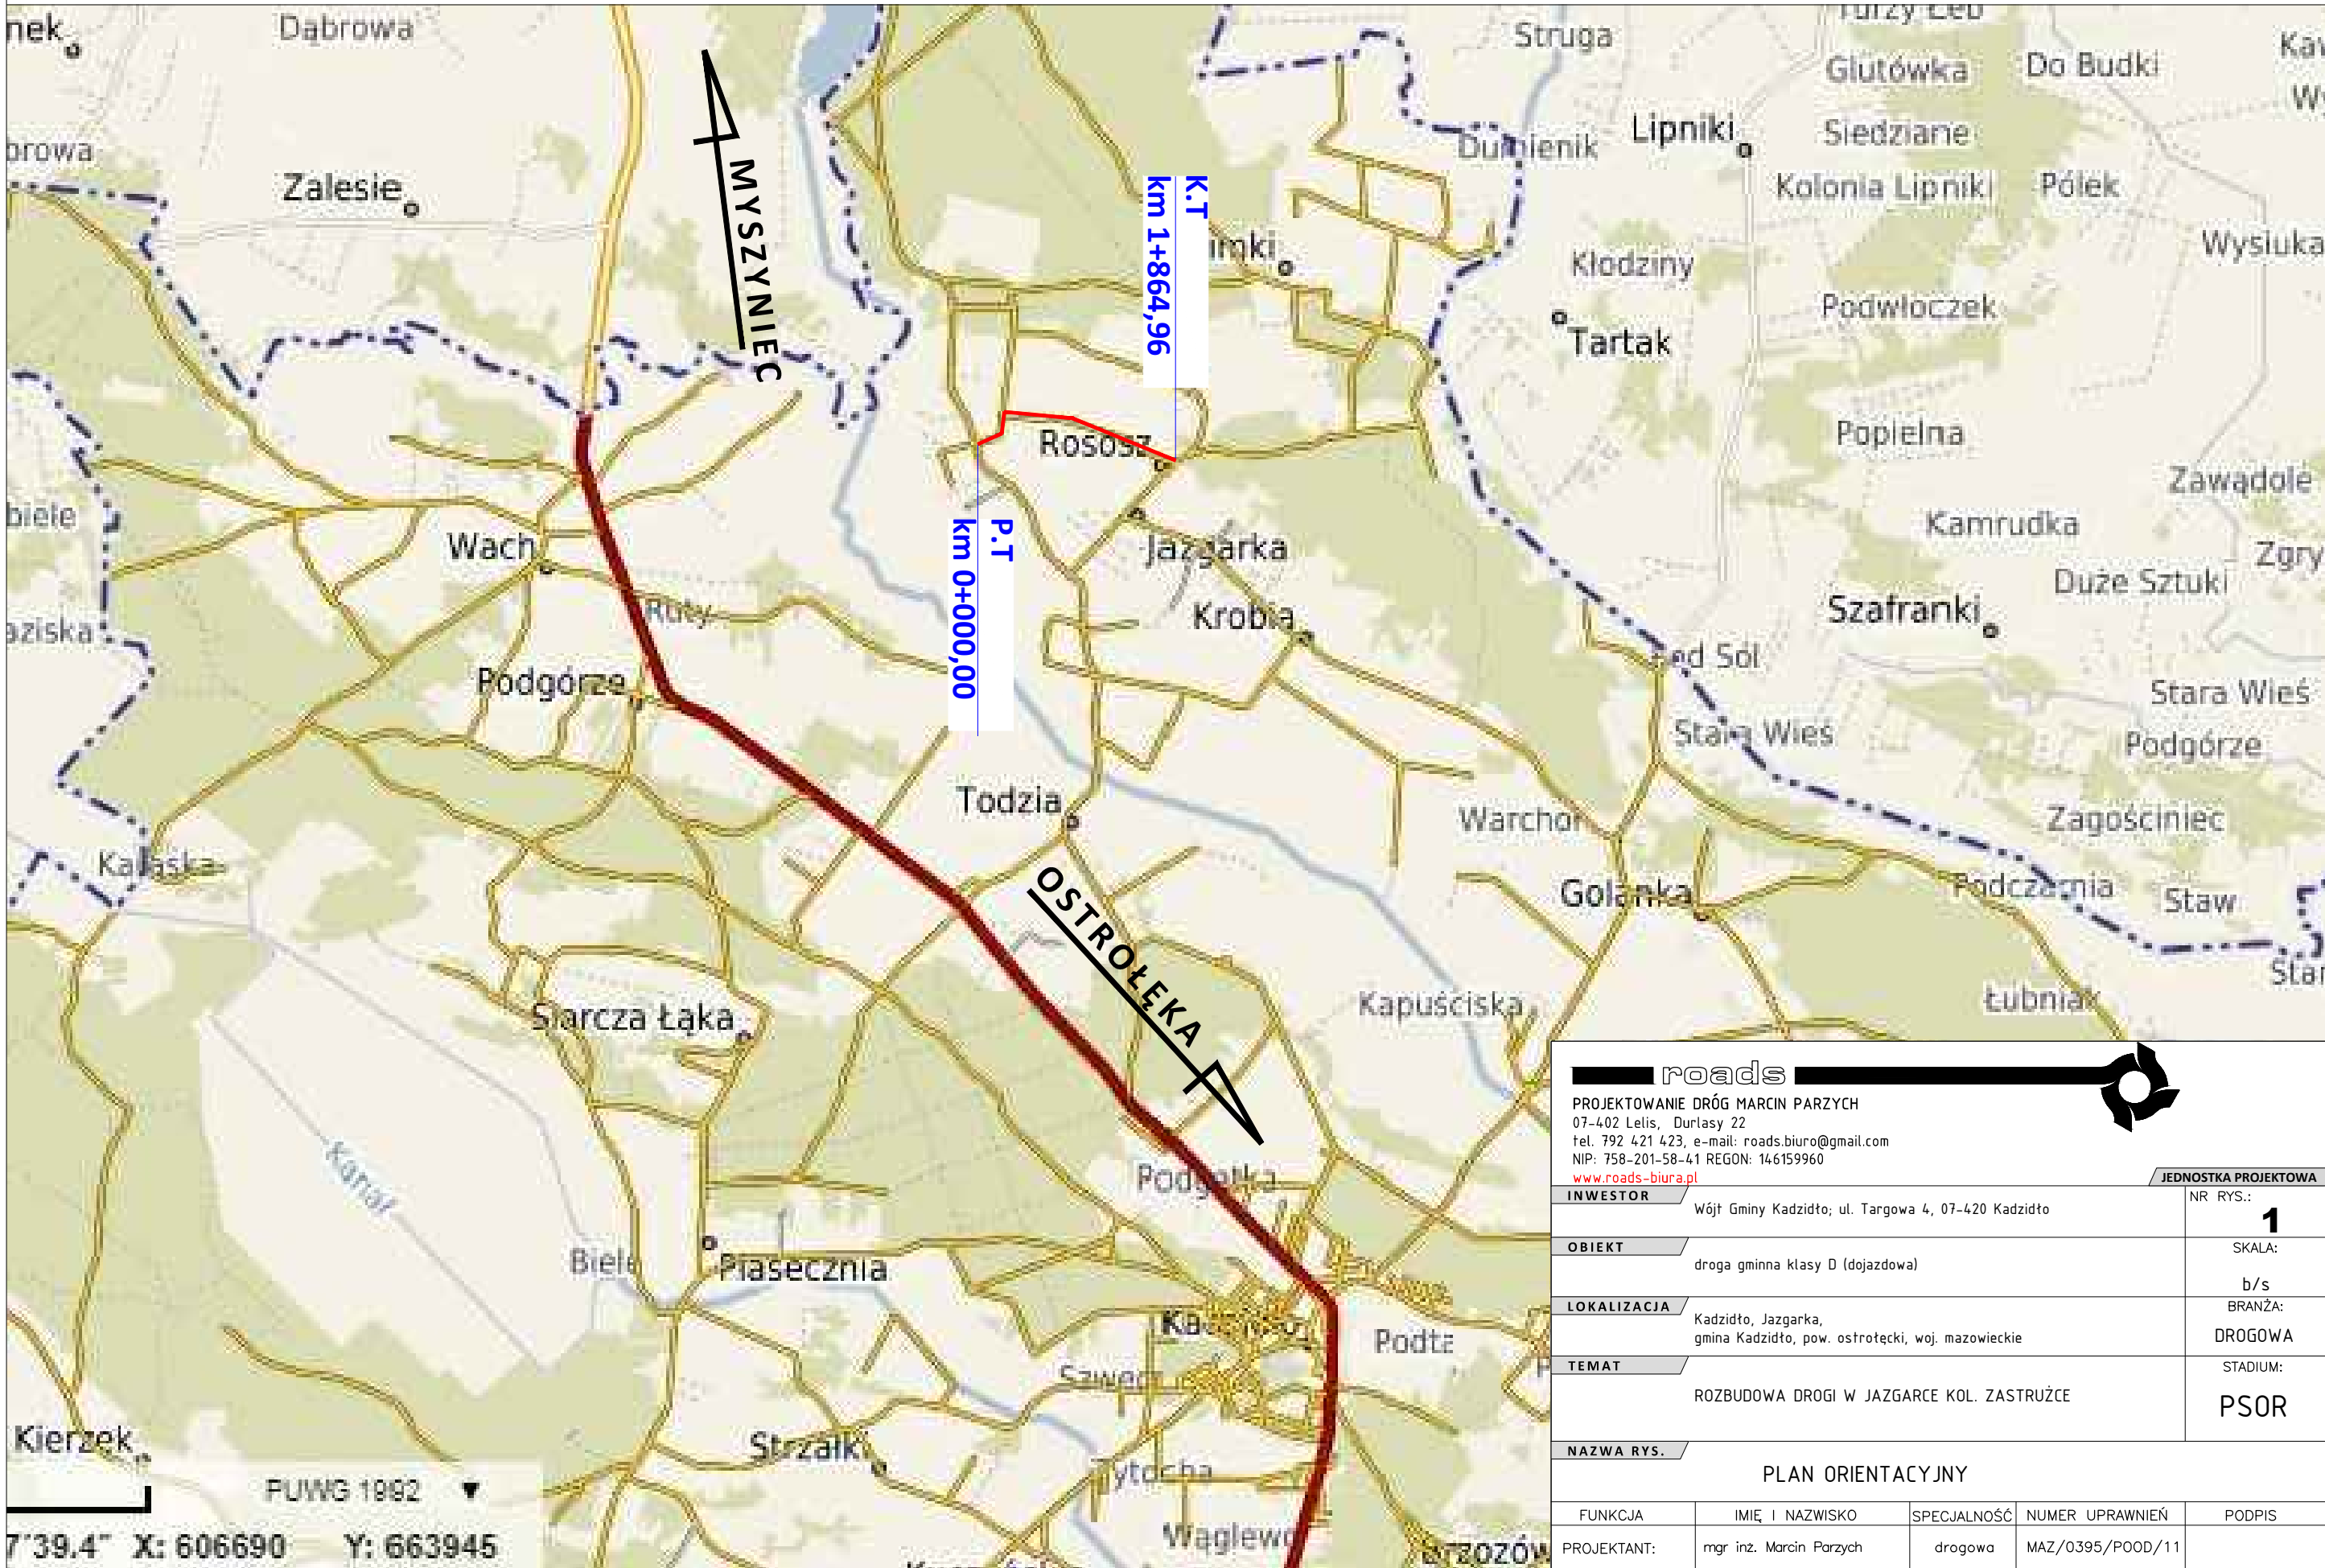 Dąbrowa
Struga
Glutówka
Do Budki
Lipniki
Siedziane
Zalesie
Kolonia Lipniki
Pólek
MYSZYNIEC
K.T
km 1+864,96
Wysiuka
Kłodziny
Podwłoczek
Tartak
Rososz
Popielna
Zawądole
Kamrudka
Wach
P.T
km 0+000,00
Jazgarka
Duże Sztuki
Ruty
Krobia
Szafranki
Podgórze
Stara Wieś
Stara Wieś
Podgórze
Todzia
Warchoł
Zagościniec
Golanka
Podczarnia
Staw
OSTROŁĘKA
Siarcza Łąka
Kapuściska
Łubniak
Kanał
Piasecznia
Kierzek
PUWG 1992 ▼
7'39.4" X: 606690 Y: 663945
roads
PROJEKTOWANIE DRÓG MARCIN PARZYCH
07-402 Lelis, Durlasy 22
tel. 792 421 423, e-mail: roads.biuro@gmail.com
NIP: 758-201-58-41 REGON: 146159960
www.roads-biura.pl
JEDNOSTKA PROJEKTOWA
INWESTOR
Wójt Gminy Kadzidło; ul. Targowa 4, 07-420 Kadzidło
NR RYS.:
1
OBIEKT
droga gminna klasy D (dojazdowa)
SKALA:
b/s
LOKALIZACJA
Kadzidło, Jazgarka,
gmina Kadzidło, pow. ostrołęcki, woj. mazowieckie
BRANŻA:
DROGOWA
TEMAT
ROZBUDOWA DROGI W JAZGARCE KOL. ZASTRUŻCE
STADIUM:
PSOR
NAZWA RYS.
PLAN ORIENTACYJNY
FUNKCJA IMIĘ I NAZWISKO SPECJALNOŚĆ NUMER UPRAWNIEŃ PODPIS
PROJEKTANT: mgr inż. Marcin Parzych drogowa MAZ/0395/POOD/11